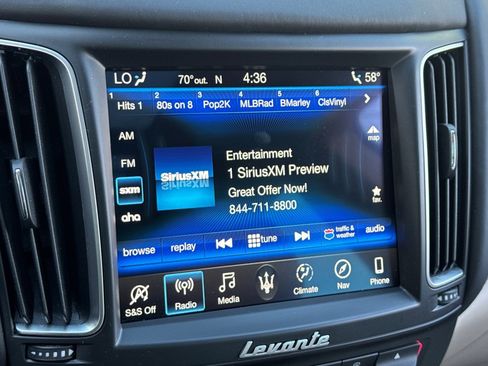 LO 70°out. N 4:36 58°
1 Hits 1 2 80s on 8 3 Pop2K 4 MLBRad 5 BMarley 6 ClsVinyl
AM
FM
sxm
aha
SiriusXM
Entertainment
1 SiriusXM Preview
Great Offer Now!
844-711-8800
map
fav.
browse replay tune traffic & weather audio
S&S Off Radio Media Climate Nav Phone
Levante